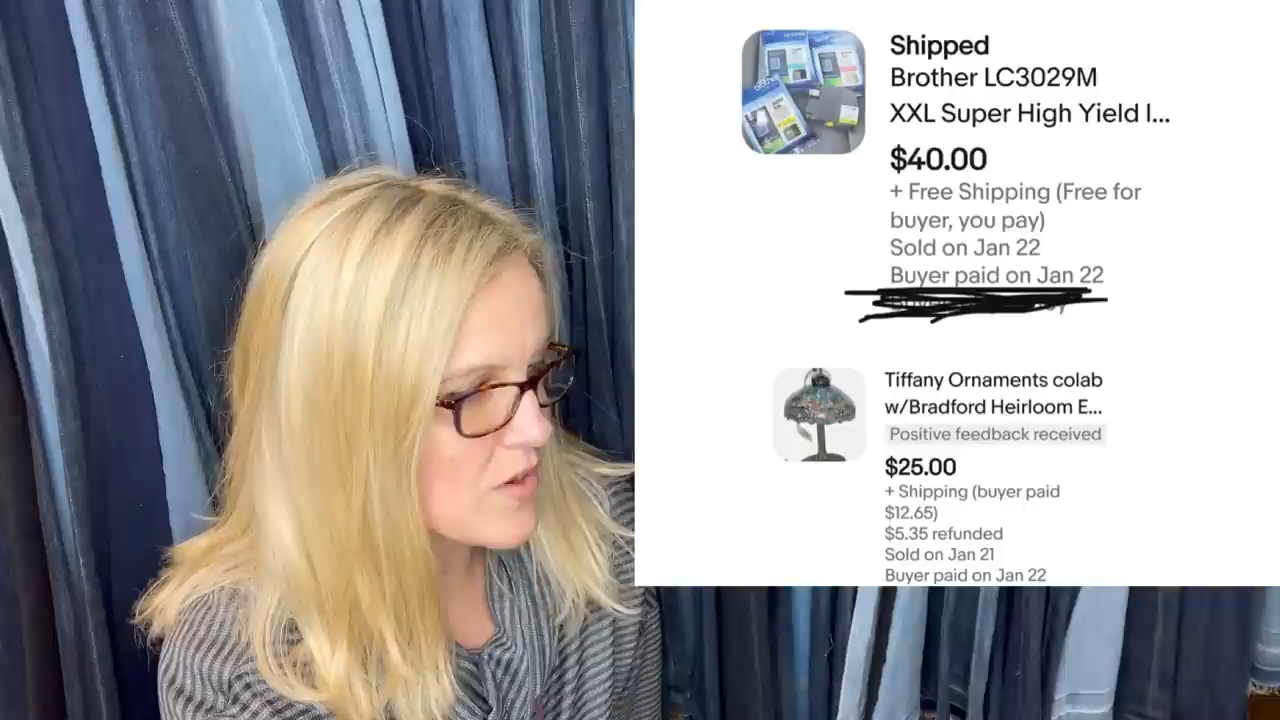 Shipped
Brother LC3029M
XXL Super High Yield I...
$40.00
+ Free Shipping (Free for
buyer, you pay)
Sold on Jan 22
Buyer paid on Jan 22
Tiffany Ornaments colab
w/Bradford Heirloom E...
Positive feedback received
$25.00
+ Shipping (buyer paid
$12.65)
$5.35 refunded
Sold on Jan 21
Buyer paid on Jan 22